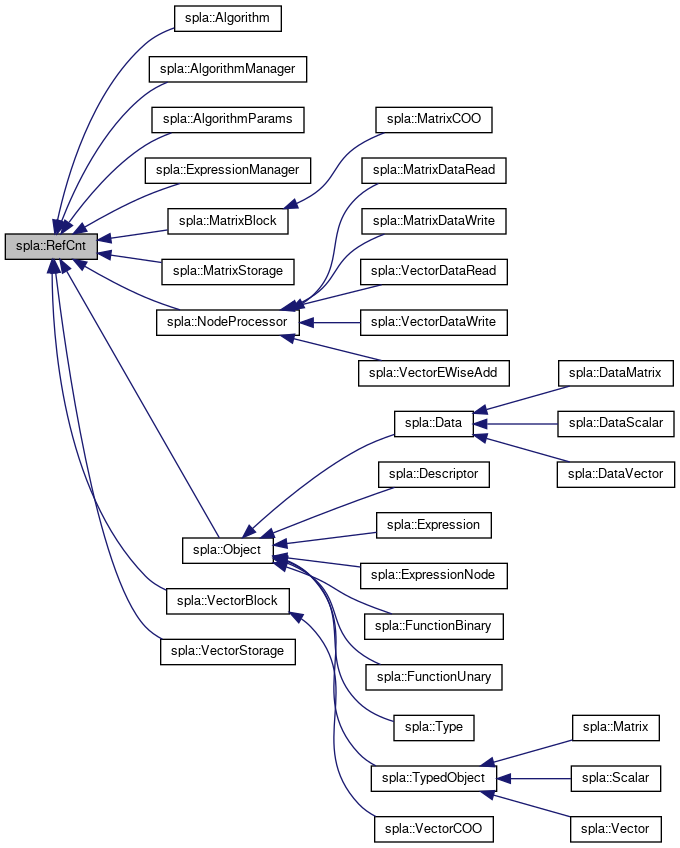 spla::Algorithm
spla::AlgorithmManager
spla::AlgorithmParams
spla::MatrixCOO
spla::ExpressionManager
spla::MatrixDataRead
spla::MatrixBlock
spla::MatrixDataWrite
spla::RefCnt
spla::MatrixStorage
spla::VectorDataRead
spla::NodeProcessor
spla::VectorDataWrite
spla::VectorEWiseAdd
spla::DataMatrix
spla::Data
spla::DataScalar
spla::Descriptor
spla::DataVector
spla::Expression
spla::Object
spla::ExpressionNode
spla::VectorBlock
spla::FunctionBinary
spla::VectorStorage
spla::FunctionUnary
spla::Type
spla::Matrix
spla::TypedObject
spla::Scalar
spla::VectorCOO
spla::Vector